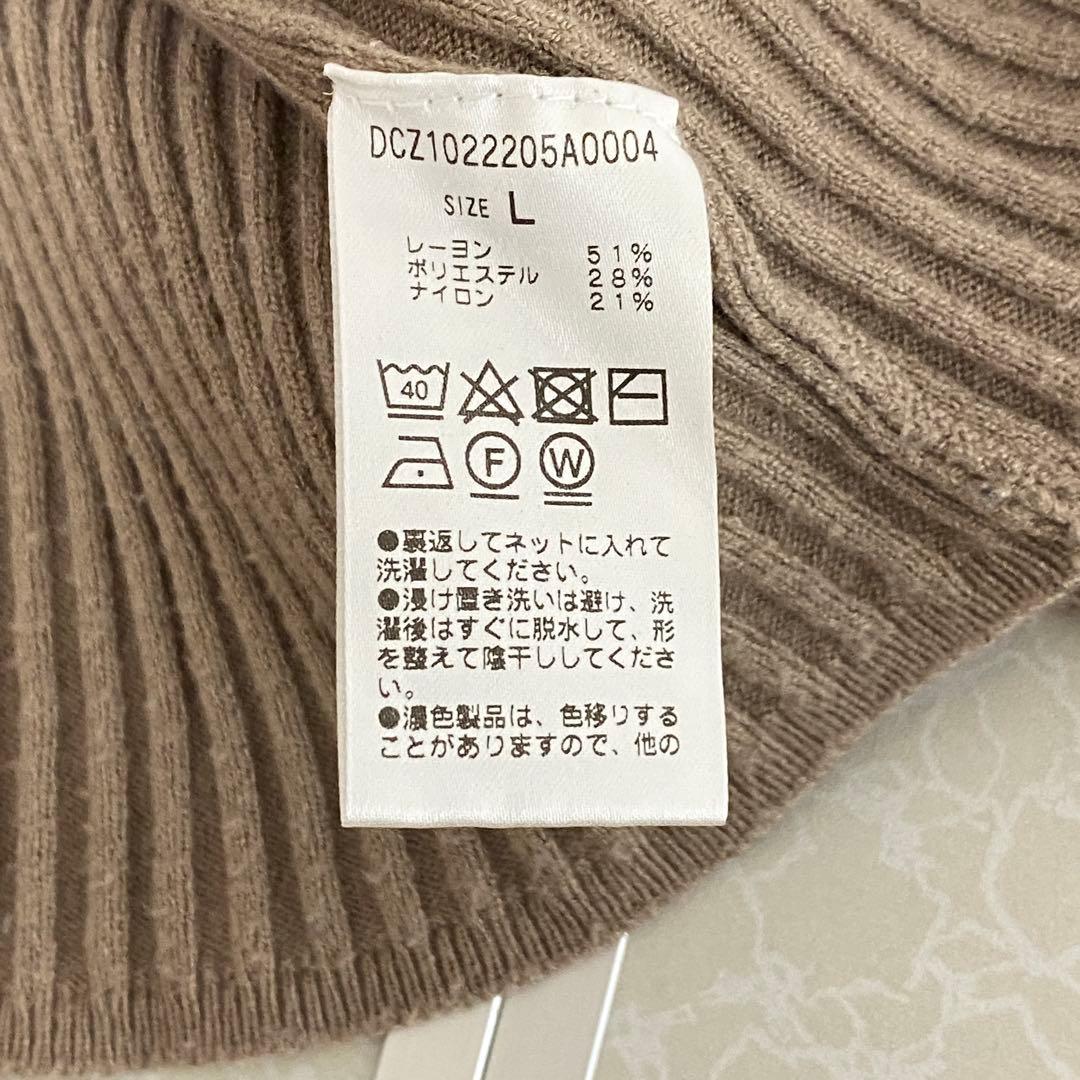 DCZ1022205A0004
SIZE L
レーヨン 51%
ポリエステル 28%
ナイロン 21%
40
F W
●裏返してネットに入れて
洗濯してください。
●浸け置き洗いは避け、洗
濯後はすぐに脱水して、形
を整えて陰干ししてくださ
い。
●濃色製品は、色移りする
ことがありますので、他の